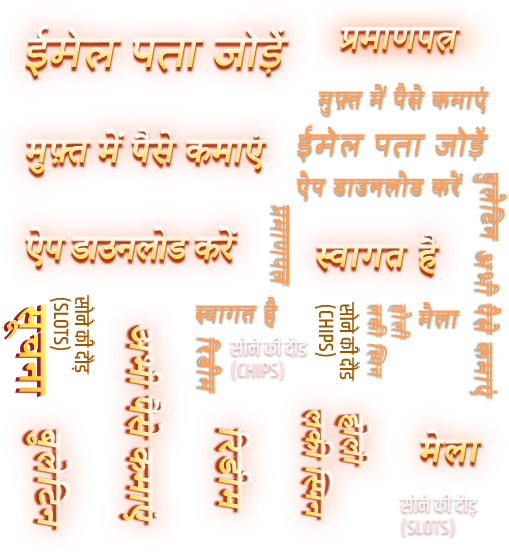 ईमेल पता जोड़ें
प्रमाणपत्र
मुफ़्त में पैसे कमाएं
मुफ़्त में पैसे कमाएं
ईमेल पता जोड़ें
ऐप डाउनलोड करें
ऐप डाउनलोड करें
प्रमाणपत्र
स्वागत है
बुलेटिन
अभी पैसे कमाएं
सूचना
सोने की दौड़
(SLOTS)
अभी पैसे कमाएं
स्वागत है
रिडीम
सोने की दौड़
(CHIPS)
सोने की दौड़
(CHIPS)
होली
लकी स्पिन
मेला
बुलेटिन
रिडीम
होली
लकी स्पिन
मेला
सोने की दौड़
(SLOTS)